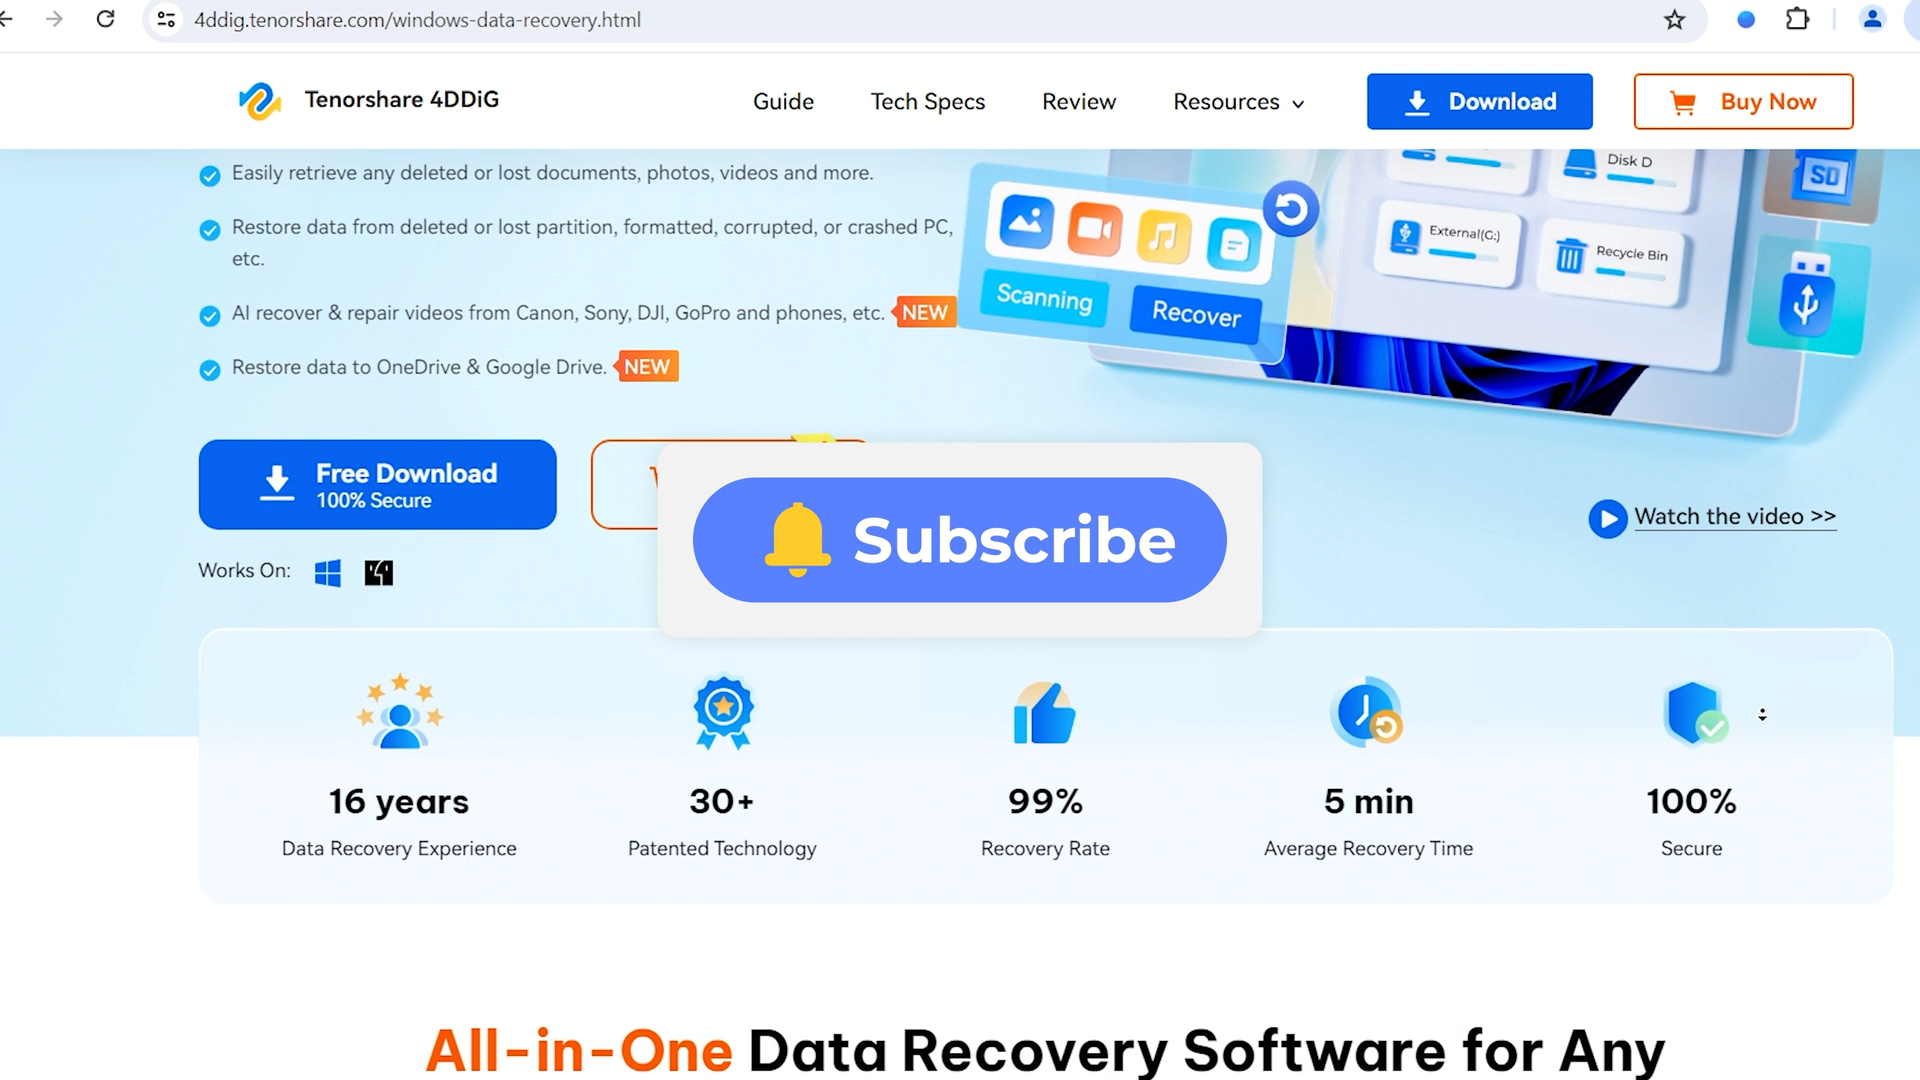 4ddig.tenorshare.com/windows-data-recovery.html
Tenorshare 4DDiG
Guide
Tech Specs
Review
Resources
Download
Buy Now
Easily retrieve any deleted or lost documents, photos, videos and more.
Restore data from deleted or lost partition, formatted, corrupted, or crashed PC,
etc.
AI recover & repair videos from Canon, Sony, DJI, GoPro and phones, etc. NEW
Restore data to OneDrive & Google Drive. NEW
Scanning
Recover
Disk D
External(G:)
Recycle Bin
SD
Free Download
100% Secure
Subscribe
Watch the video >>
Works On:
16 years
Data Recovery Experience
30+
Patented Technology
99%
Recovery Rate
5 min
Average Recovery Time
100%
Secure
All-in-One Data Recovery Software for Any